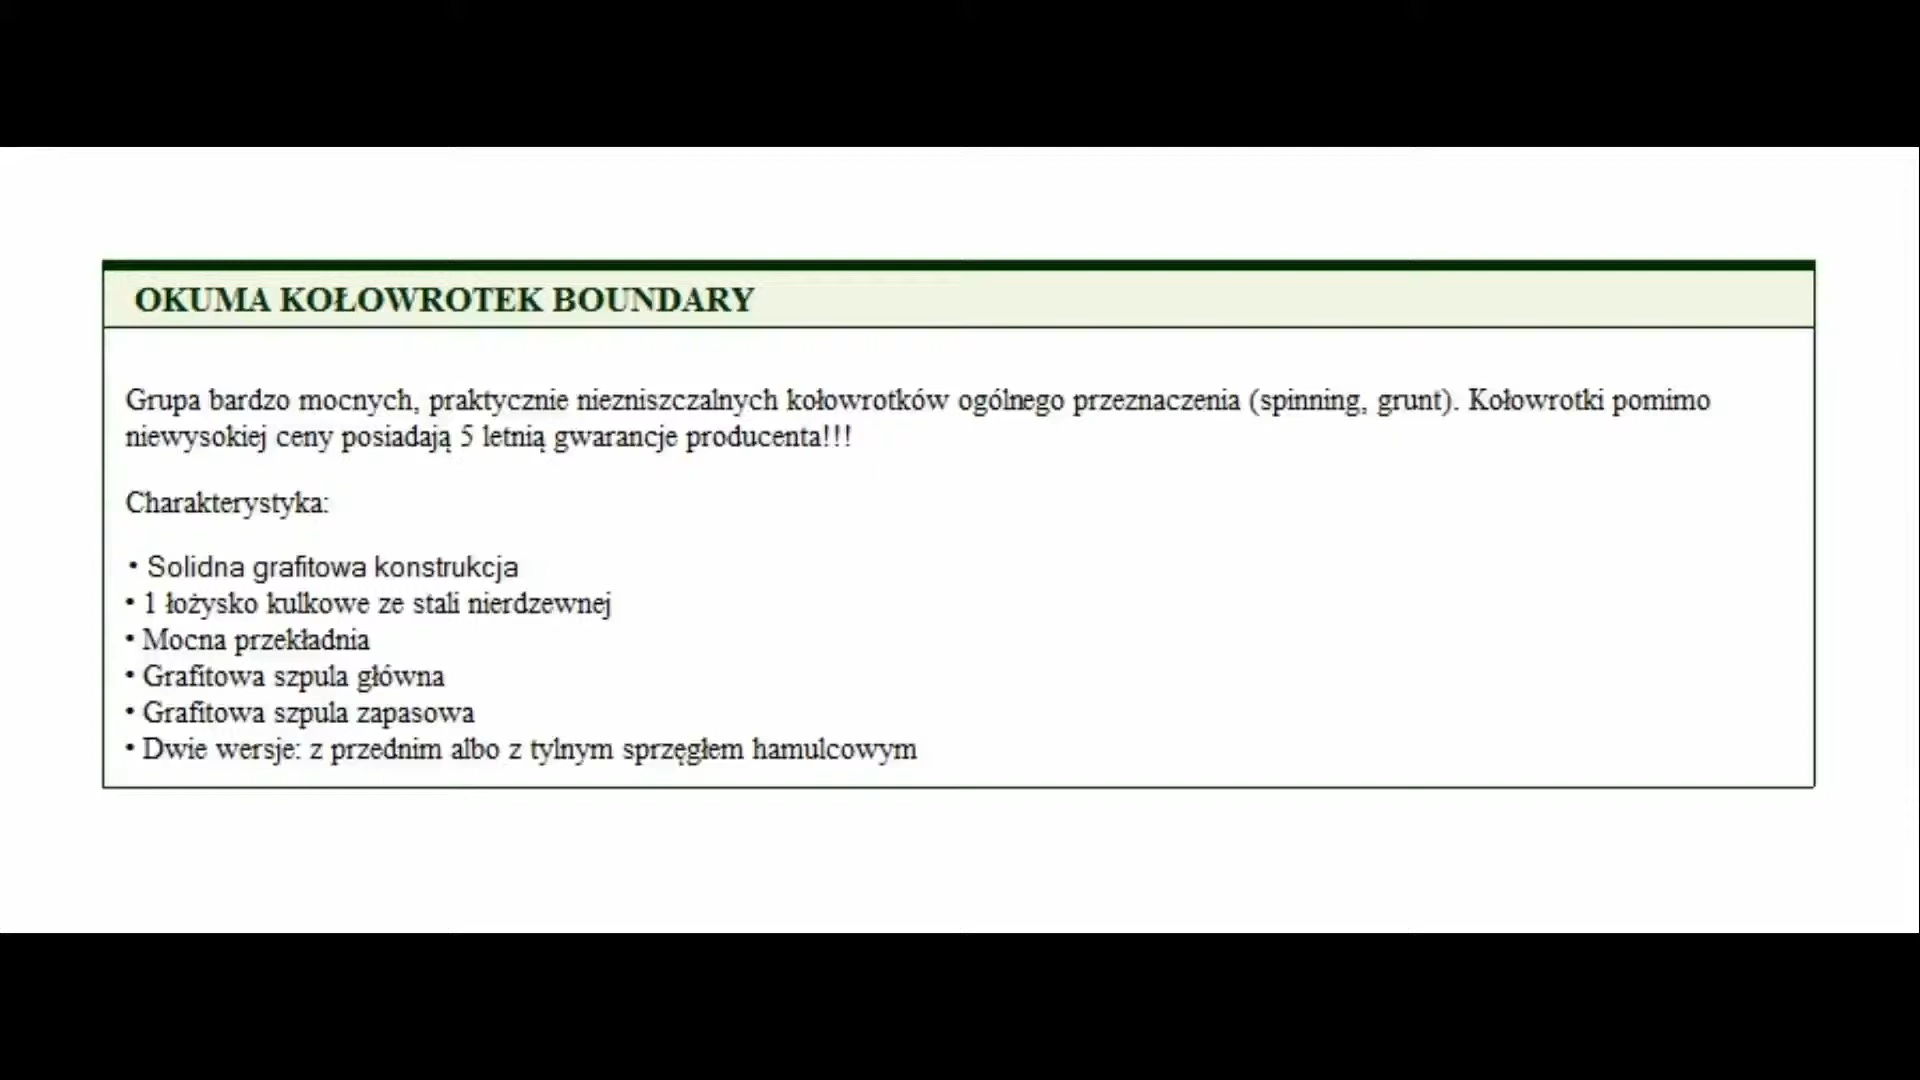 OKUMA KOŁOWROTEK BOUNDARY
Grupa bardzo mocnych, praktycznie niezniszczalnych kołowrotków ogólnego przeznaczenia (spinning, grunt). Kołowrotki pomimo
niewysokiej ceny posiadają 5 letnią gwarancje producenta!!!
Charakterystyka:
• Solidna grafitowa konstrukcja
• 1 łożysko kulkowe ze stali nierdzewnej
• Mocna przekładnia
• Grafitowa szpula główna
• Grafitowa szpula zapasowa
• Dwie wersje: z przednim albo z tylnym sprzęgłem hamulcowym